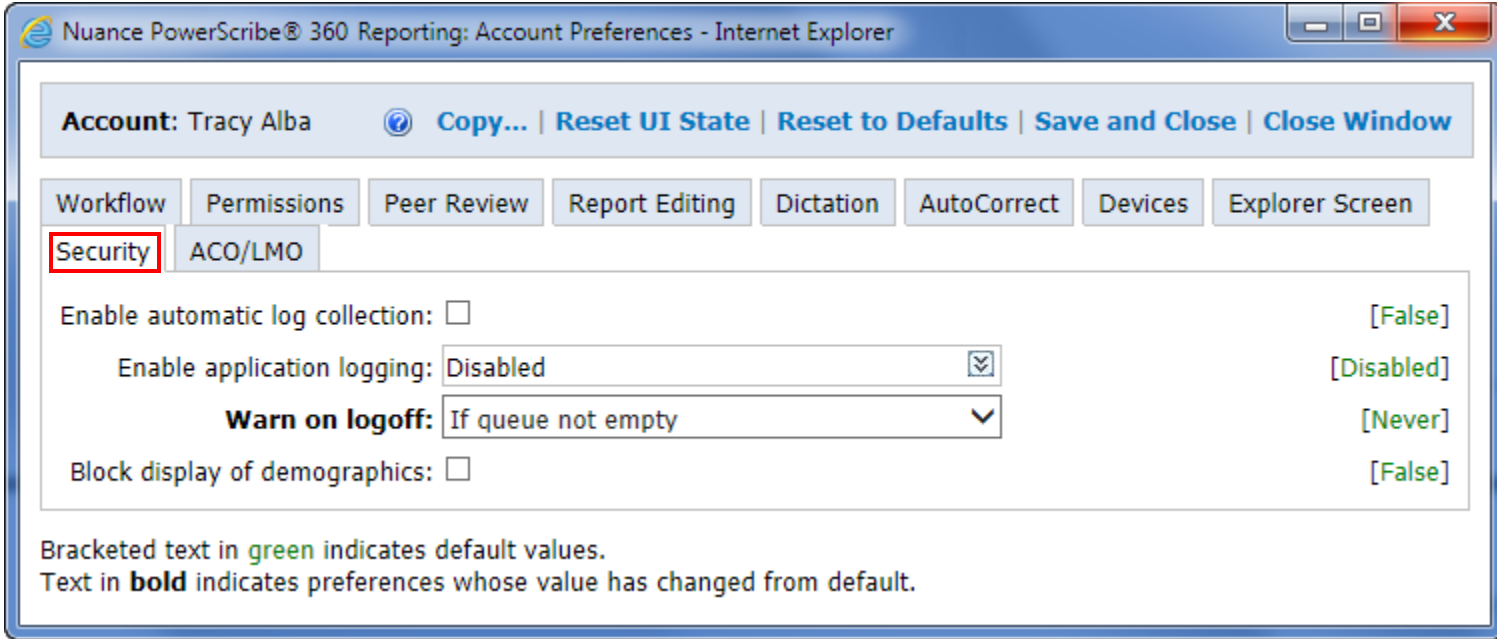 Nuance PowerScribe® 360 Reporting: Account Preferences - Internet Explorer
Account: Tracy Alba Copy... | Reset UI State | Reset to Defaults | Save and Close | Close Window
Workflow Permissions Peer Review Report Editing Dictation AutoCorrect Devices Explorer Screen
Security ACO/LMO
Enable automatic log collection: [False]
Enable application logging: Disabled [Disabled]
Warn on logoff: If queue not empty [Never]
Block display of demographics: [False]
Bracketed text in green indicates default values.
Text in bold indicates preferences whose value has changed from default.